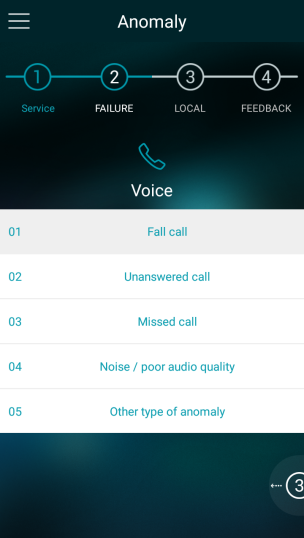 Anomaly
1 2 3 4
Service FAILURE LOCAL FEEDBACK
Voice
01 Fall call
02 Unanswered call
03 Missed call
04 Noise / poor audio quality
05 Other type of anomaly
3